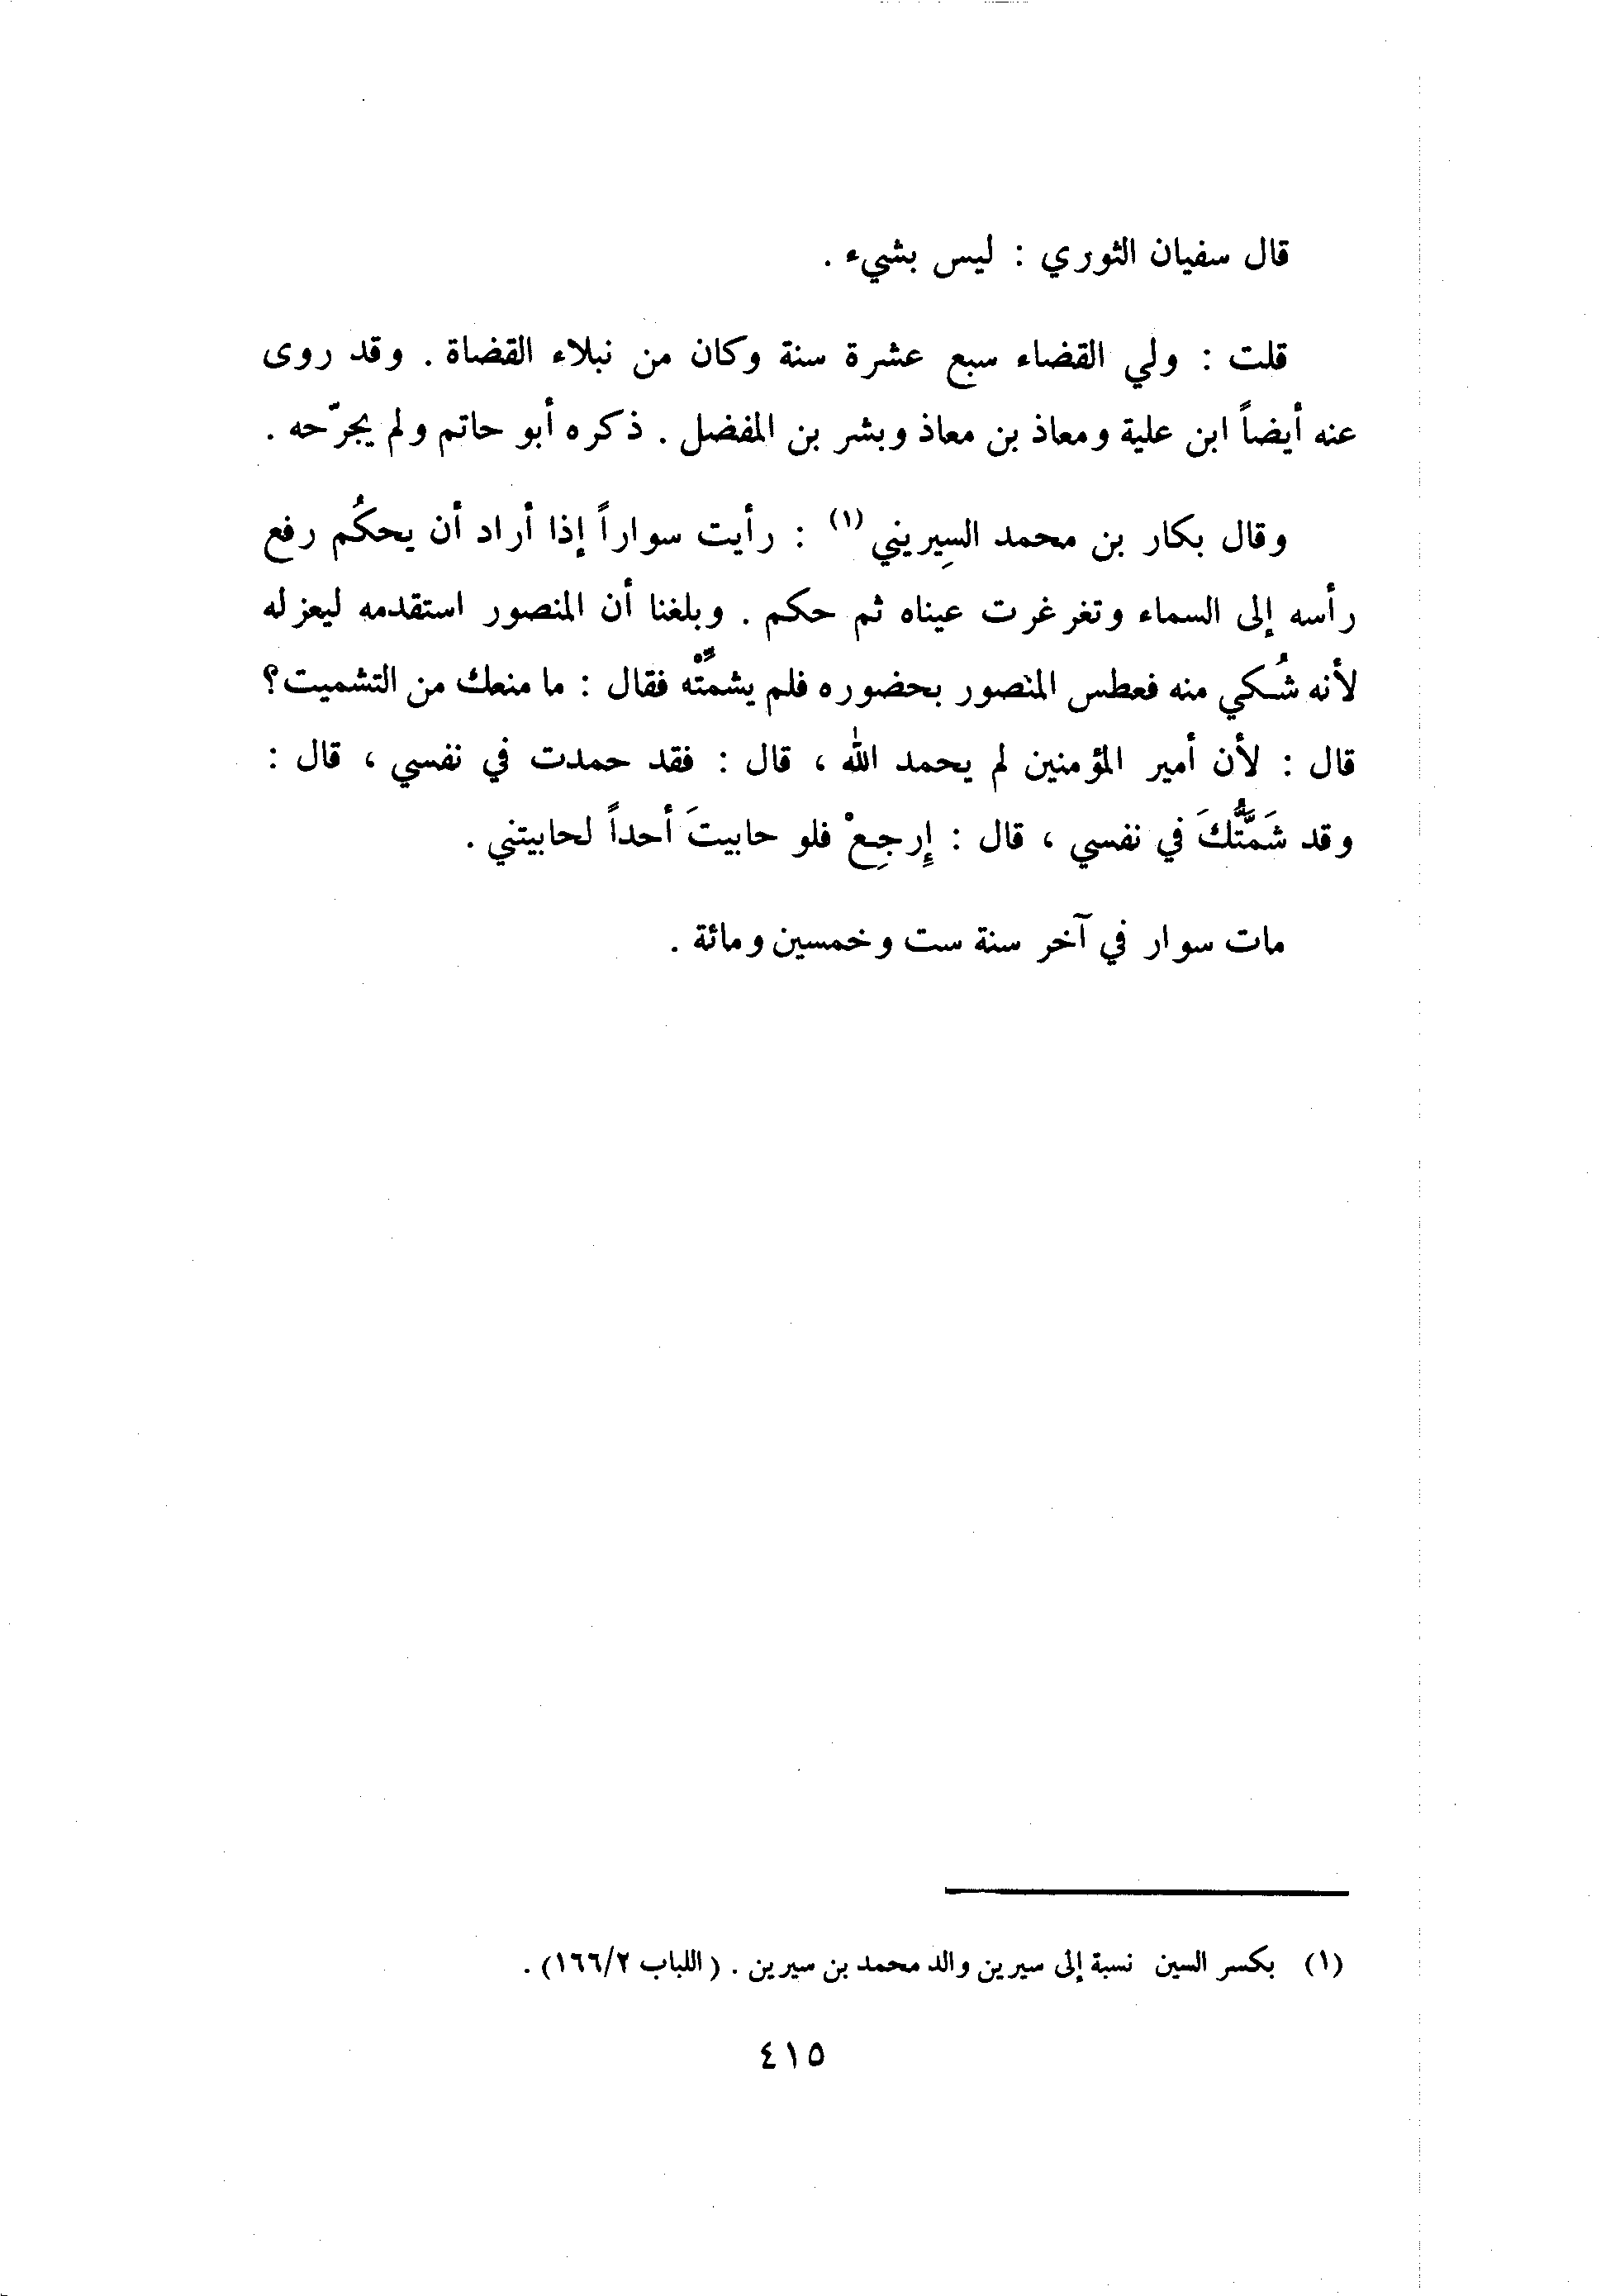 قال سفيان الثوري : ليس بشيء .
قلت : ولي القضاء سبع عشرة سنة وكان من نبلاء القضاة . وقد روى
عنه أيضاً ابن علية ومعاذ بن معاذ وبشر بن المفضل . ذكره أبو حاتم ولم يجرّحه .
وقال بكار بن محمد السِيريني (١) : رأيت سواراً إذا أراد أن يحكُم رفع
رأسه إلى السماء وتغرغرت عيناه ثم حكم . وبلغنا أن المنصور استقدمه ليعزله
لأنه شُكي منه فعطس المنصور بحضوره فلم يشمتّْه فقال : ما منعك من التشميت؟
قال : لأن أمير المؤمنين لم يحمد الله ، قال : فقد حمدت في نفسي ، قال :
وقد شَمَّتُّكَ في نفسي ، قال : إِرجِعْ فلو حابيتَ أحداً لحابيتني .
مات سوار في آخر سنة ست وخمسين ومائة .
(١) بكسر السين نسبة إلى سيرين والد محمد بن سيرين . (اللباب ١٦٦/٢) .
٤١٥